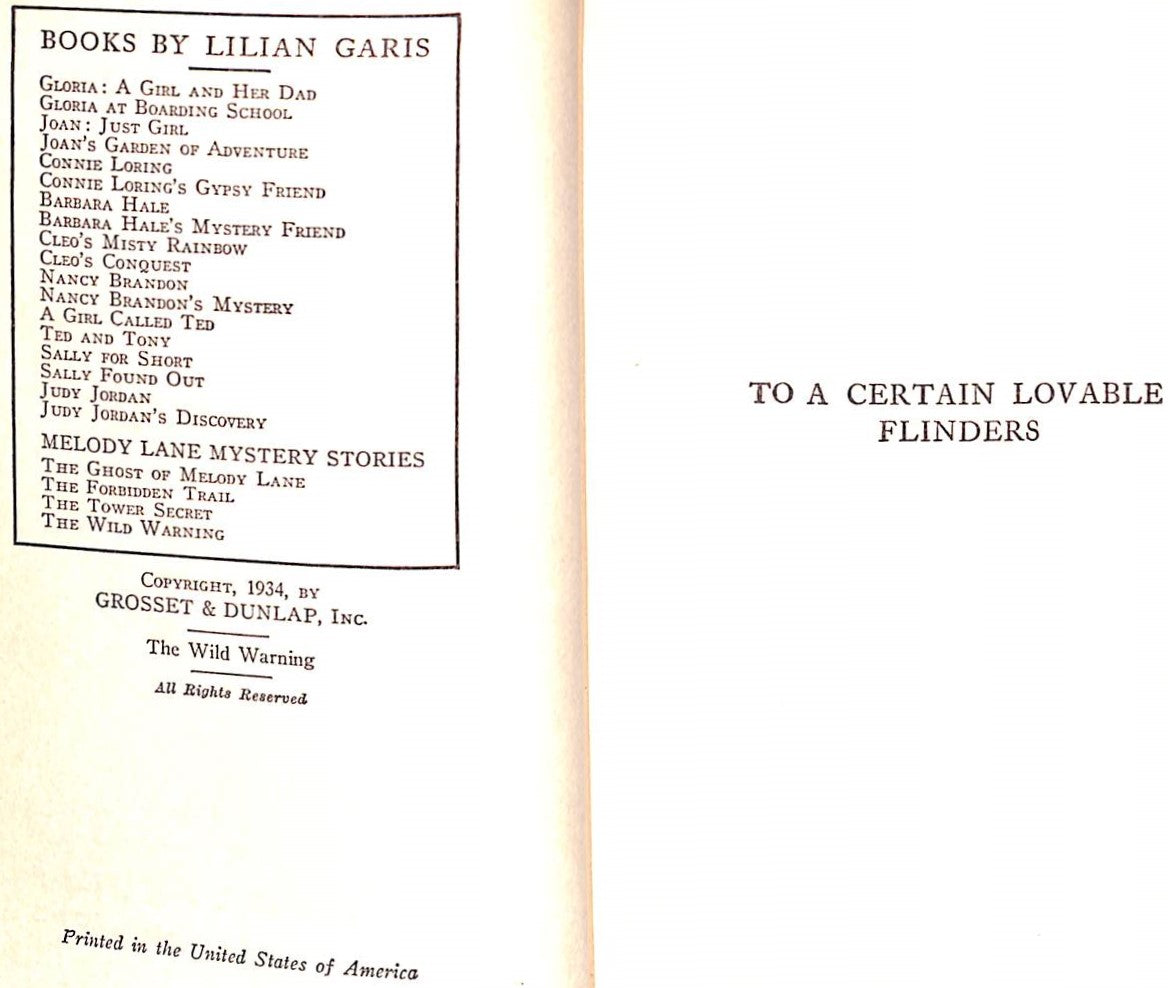 BOOKS BY LILIAN GARIS
GLORIA: A GIRL AND HER DAD
GLORIA AT BOARDING SCHOOL
JOAN: JUST GIRL
JOAN'S GARDEN OF ADVENTURE
CONNIE LORING
CONNIE LORING'S GYPSY FRIEND
BARBARA HALE
BARBARA HALE'S MYSTERY FRIEND
CLEO'S MISTY RAINBOW
CLEO'S CONQUEST
NANCY BRANDON
NANCY BRANDON'S MYSTERY
A GIRL CALLED TED
TED AND TONY
SALLY FOR SHORT
SALLY FOUND OUT
JUDY JORDAN
JUDY JORDAN'S DISCOVERY
MELODY LANE MYSTERY STORIES
THE GHOST OF MELODY LANE
THE FORBIDDEN TRAIL
THE TOWER SECRET
THE WILD WARNING
COPYRIGHT, 1934, BY
GROSSET & DUNLAP, INC.
The Wild Warning
All Rights Reserved
Printed in the United States of America
TO A CERTAIN LOVABLE
FLINDERS